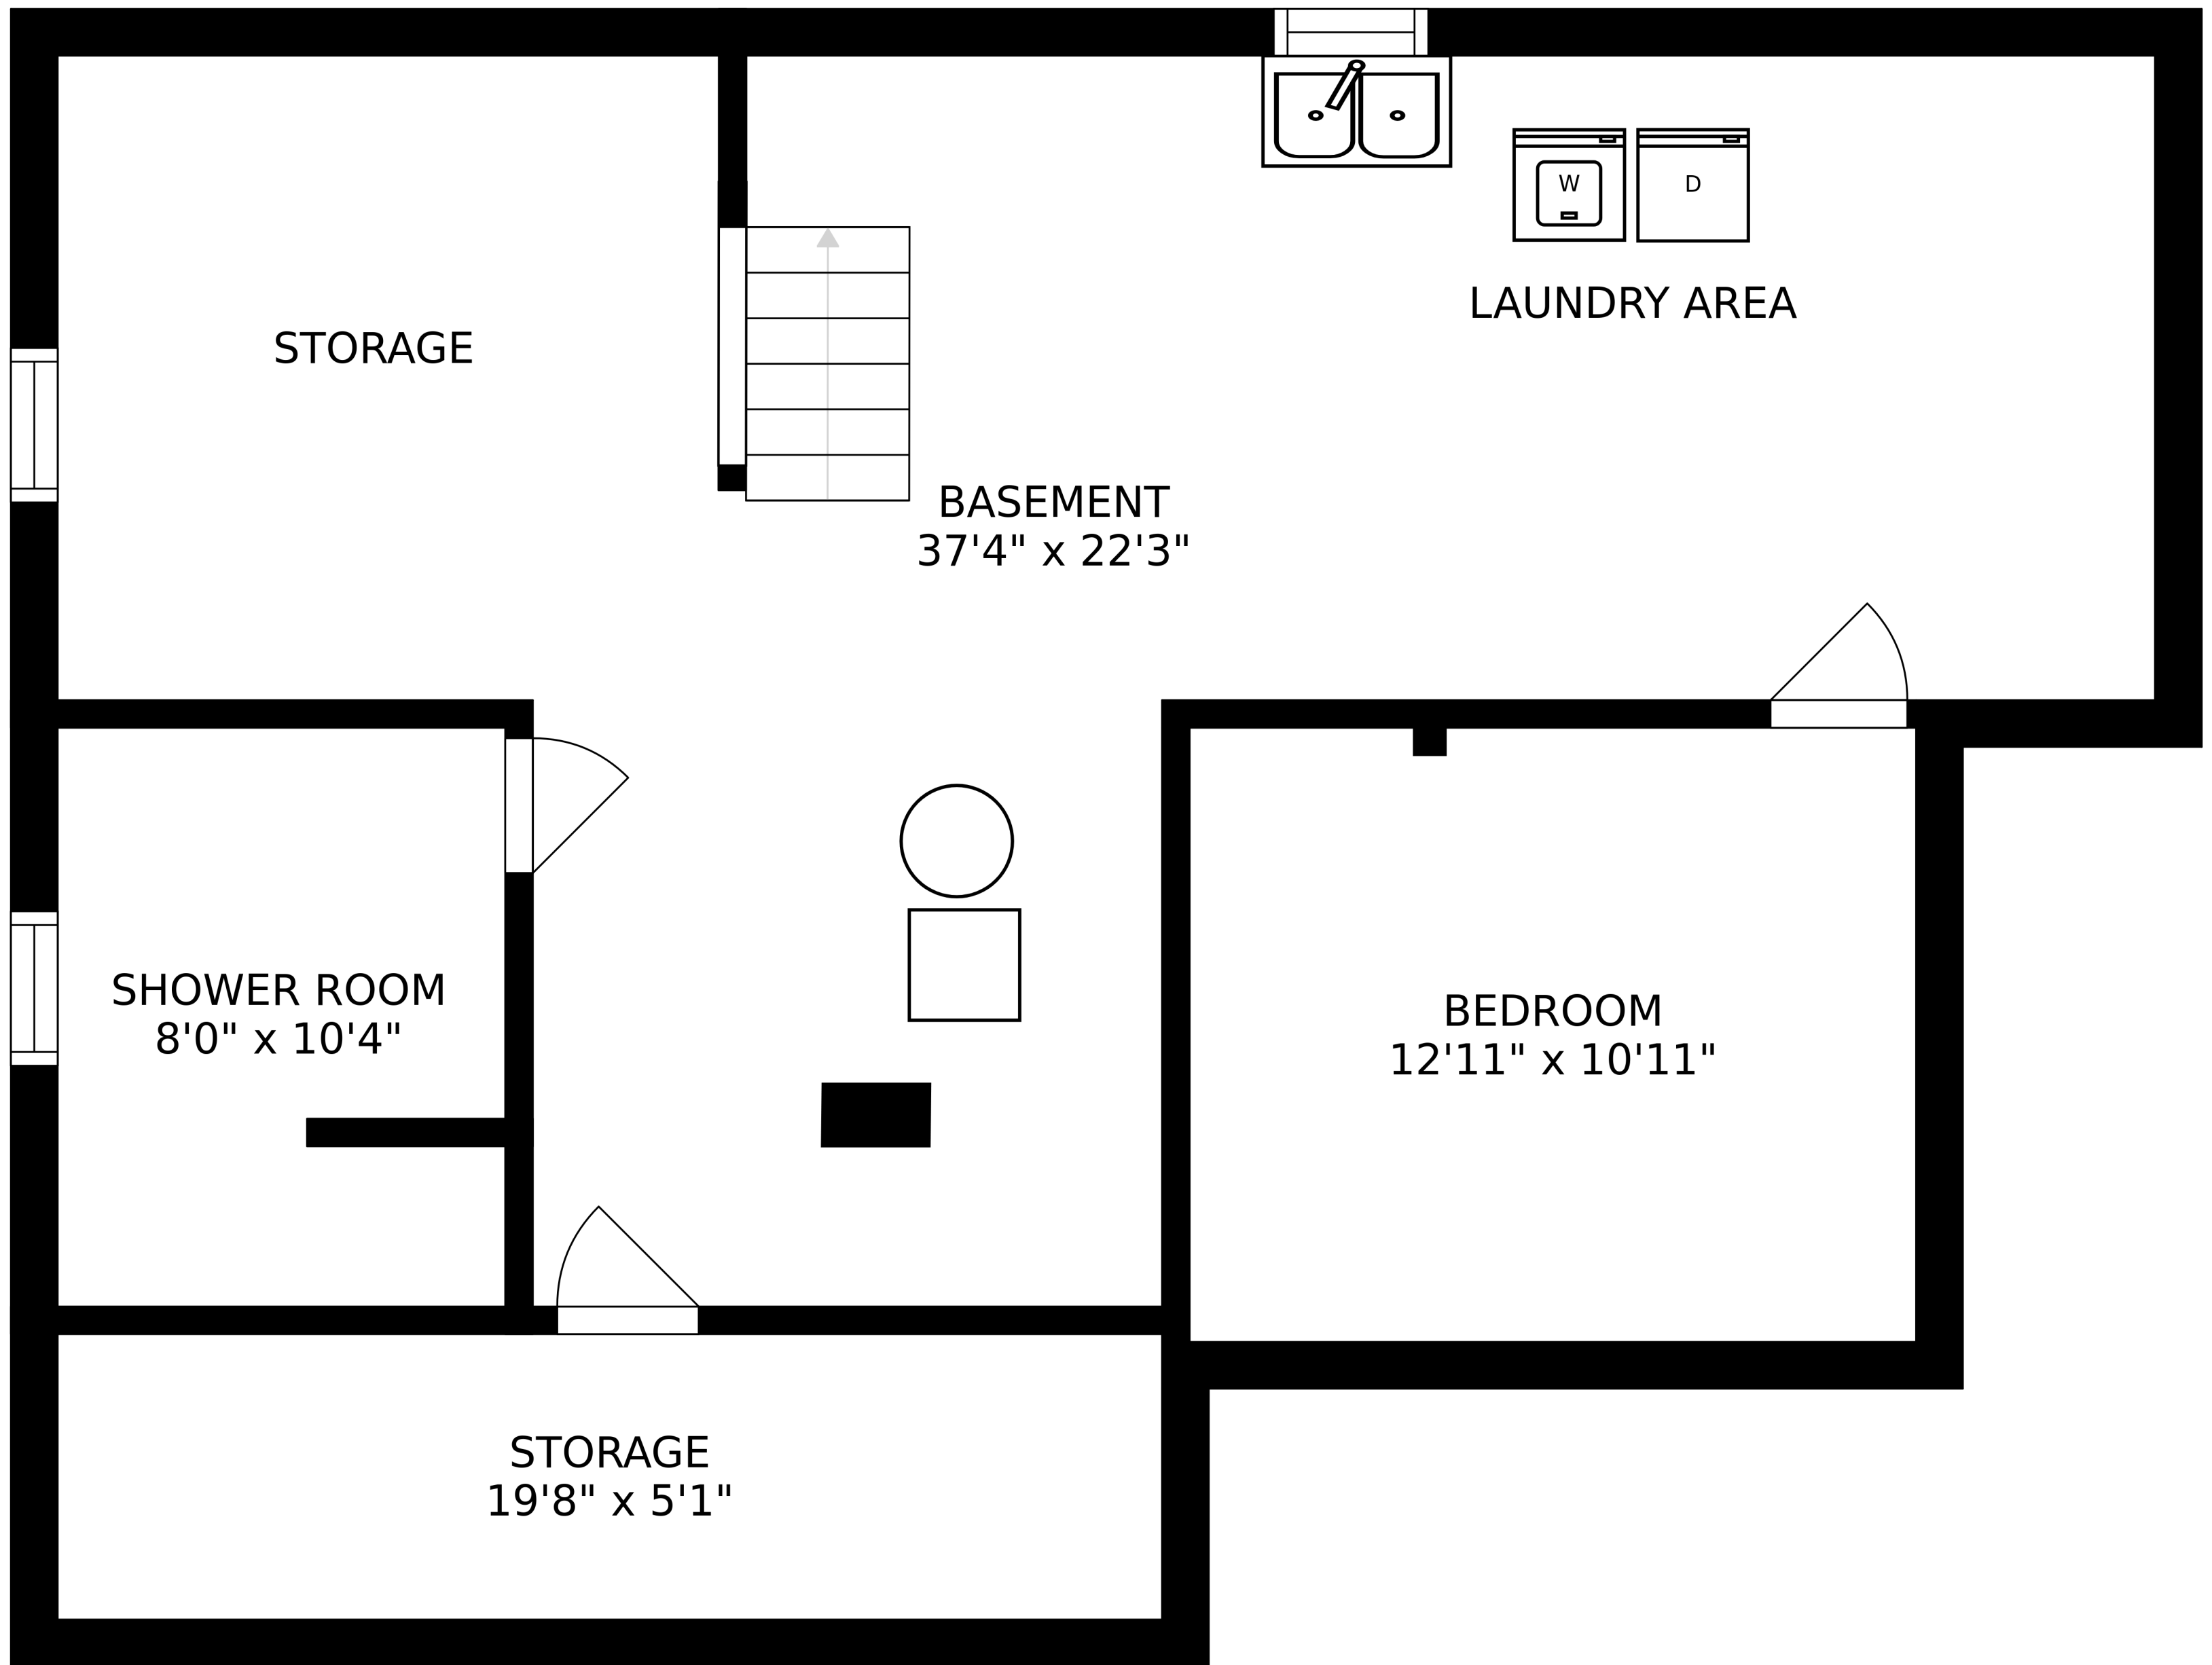 W
D
LAUNDRY AREA
STORAGE
BASEMENT
37'4" x 22'3"
SHOWER ROOM
8'0" x 10'4"
BEDROOM
12'11" x 10'11"
STORAGE
19'8" x 5'1"